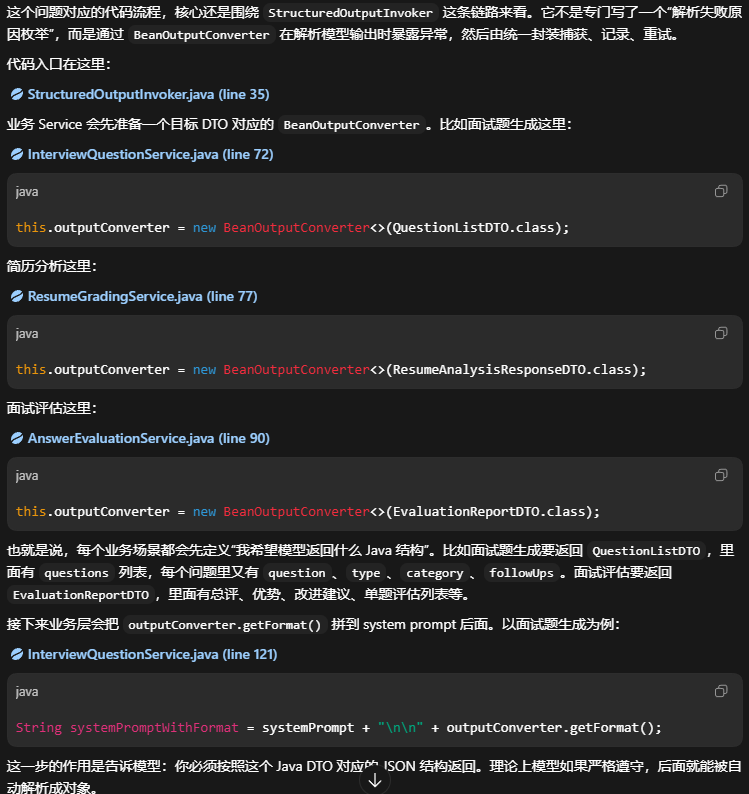 这个问题对应的代码流程，核心还是围绕 StructuredOutputInvoker 这条链路来看。它不是专门写了一个“解析失败原
因枚举”，而是通过 BeanOutputConverter 在解析模型输出时暴露异常，然后由统一封装捕获、记录、重试。
代码入口在这里：
StructuredOutputInvoker.java (line 35)
业务 Service 会先准备一个目标 DTO 对应的 BeanOutputConverter。比如面试题生成这里：
InterviewQuestionService.java (line 72)
java
this.outputConverter = new BeanOutputConverter<>(QuestionListDTO.class);
简历分析这里：
ResumeGradingService.java (line 77)
java
this.outputConverter = new BeanOutputConverter<>(ResumeAnalysisResponseDTO.class);
面试评估这里：
AnswerEvaluationService.java (line 90)
java
this.outputConverter = new BeanOutputConverter<>(EvaluationReportDTO.class);
也就是说，每个业务场景都会先定义“我希望模型返回什么 Java 结构”。比如面试题生成要返回 QuestionListDTO，里
面有 questions 列表，每个问题里又有 question、type、category、followUps。面试评估要返回
EvaluationReportDTO，里面有总评、优势、改进建议、单题评估列表等。
接下来业务层会把 outputConverter.getFormat() 拼到 system prompt 后面。以面试题生成为例：
InterviewQuestionService.java (line 121)
java
String systemPromptWithFormat = systemPrompt + "\n\n" + outputConverter.getFormat();
这一步的作用是告诉模型：你必须按照这个 Java DTO 对应的 JSON 结构返回。理论上模型如果严格遵守，后面就能被自
动解析成对象。